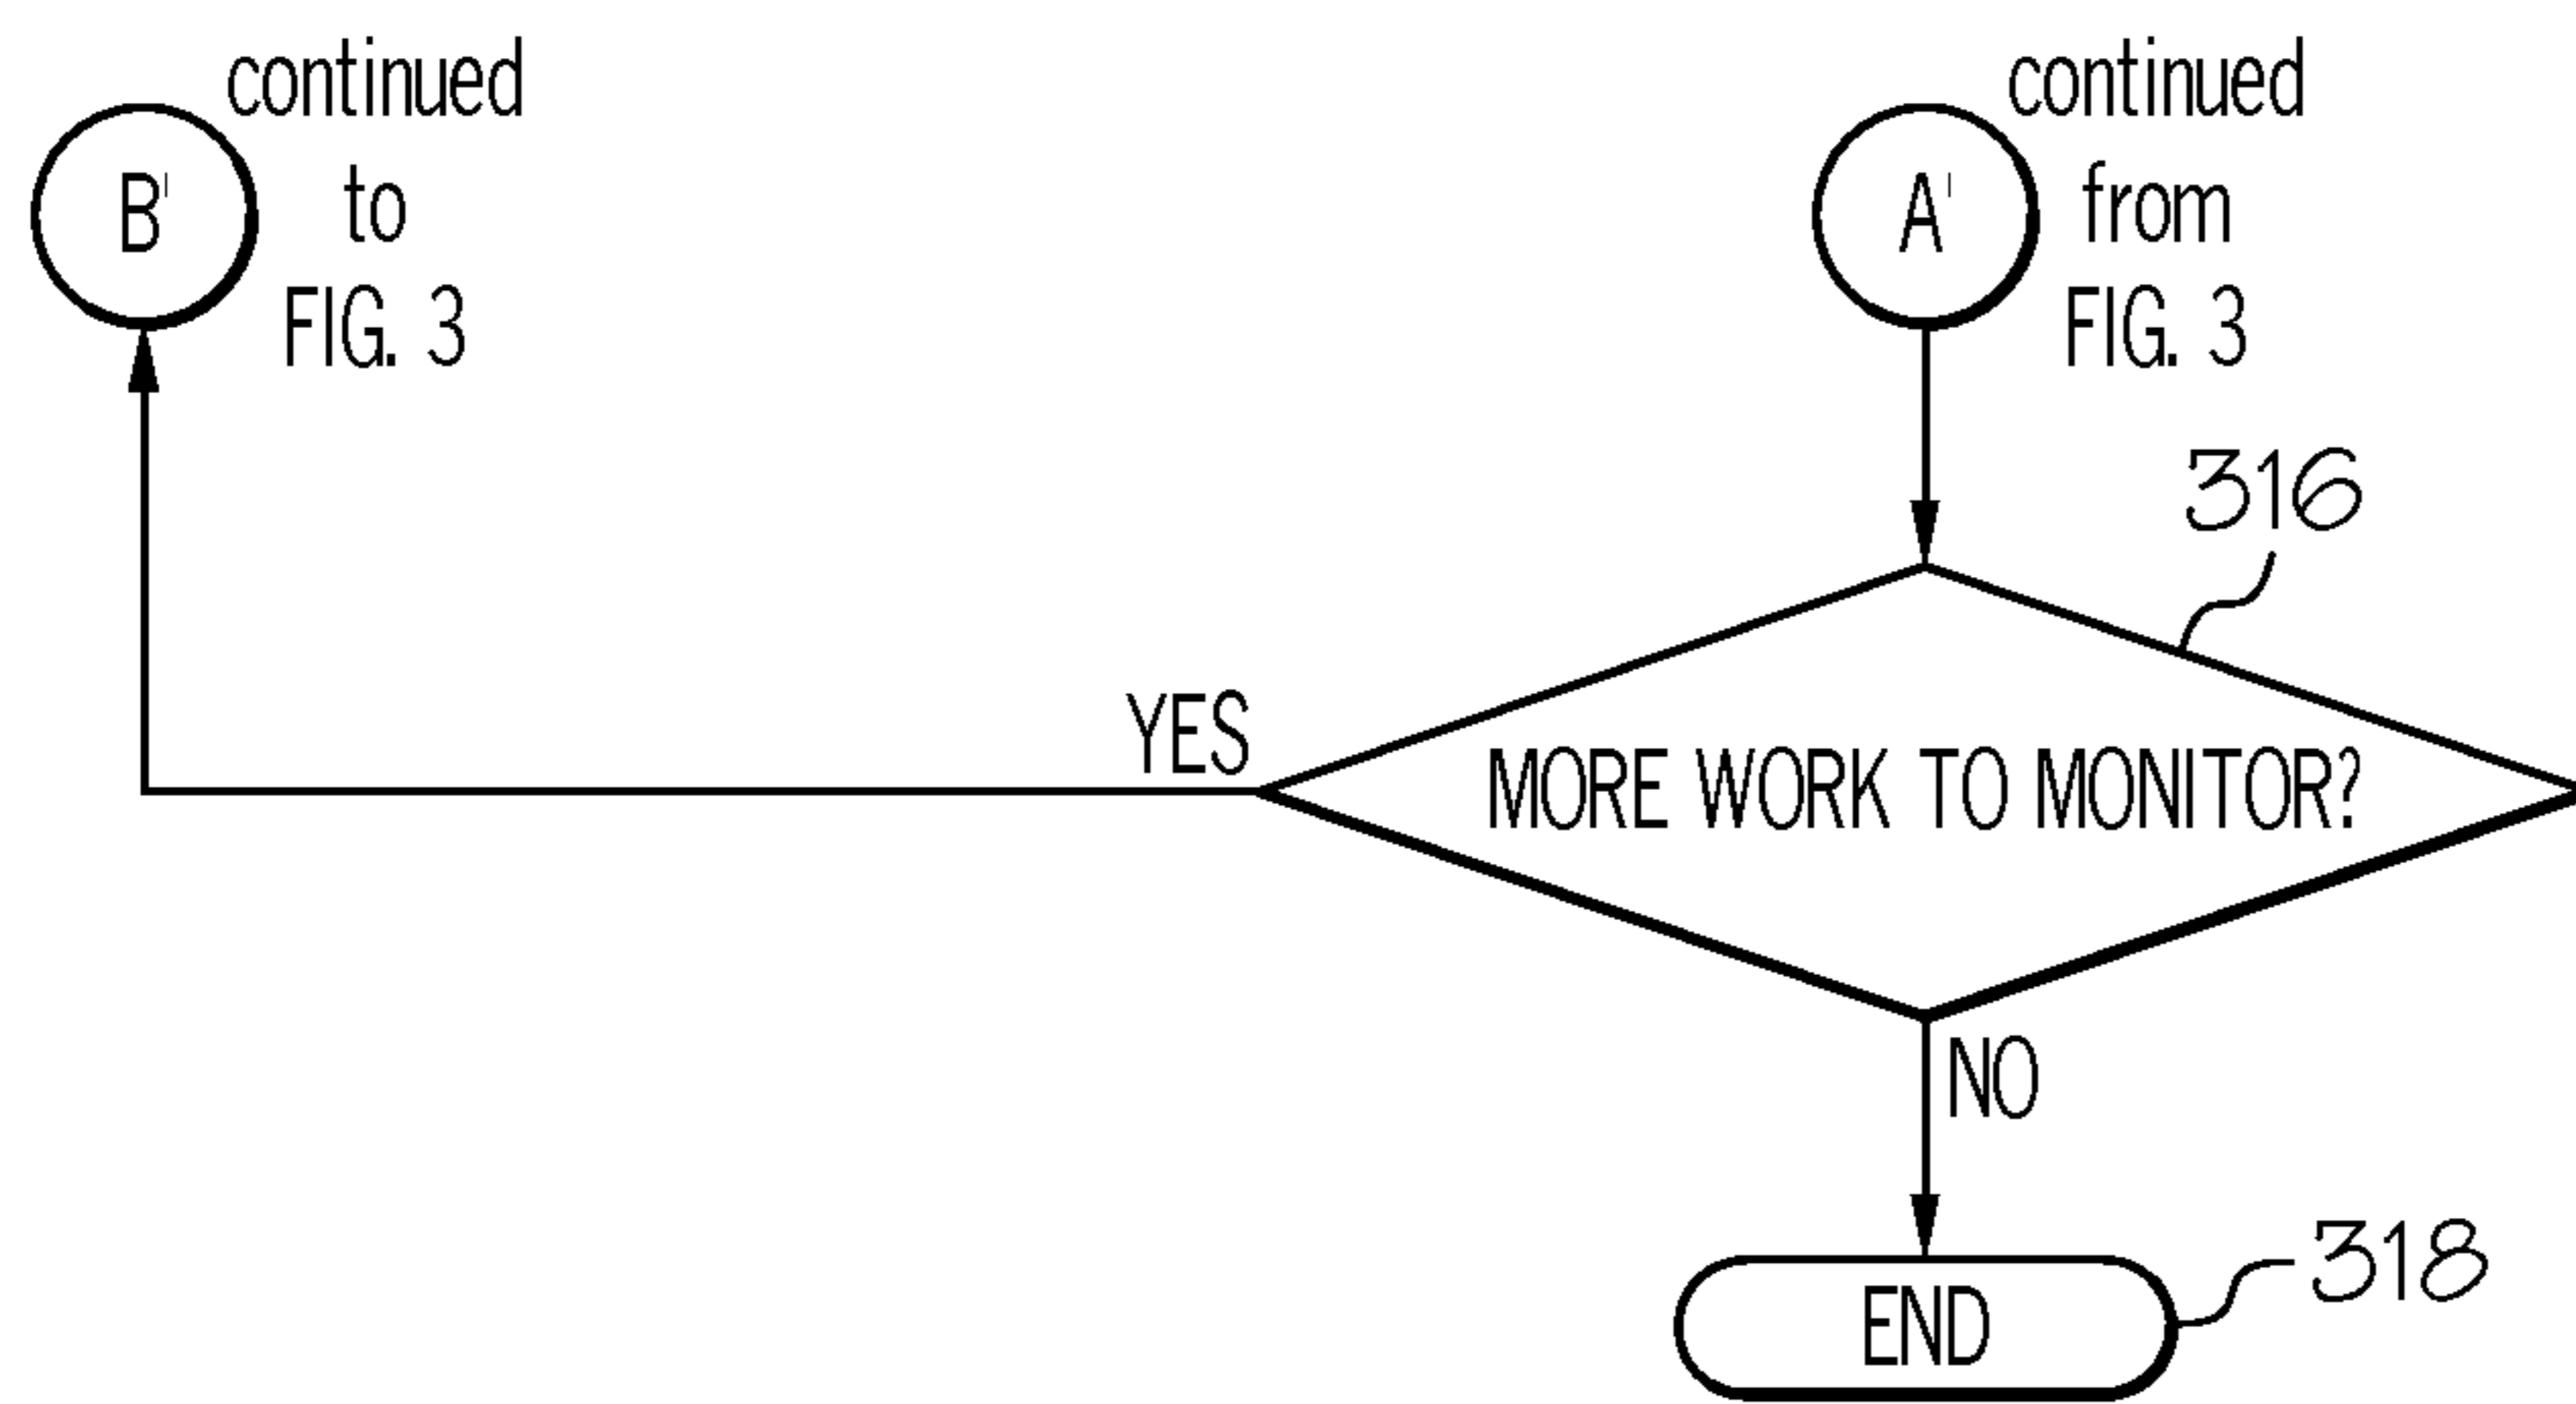 B'
continued
to
FIG. 3
A'
continued
from
FIG. 3
316
YES
MORE WORK TO MONITOR?
NO
END
318